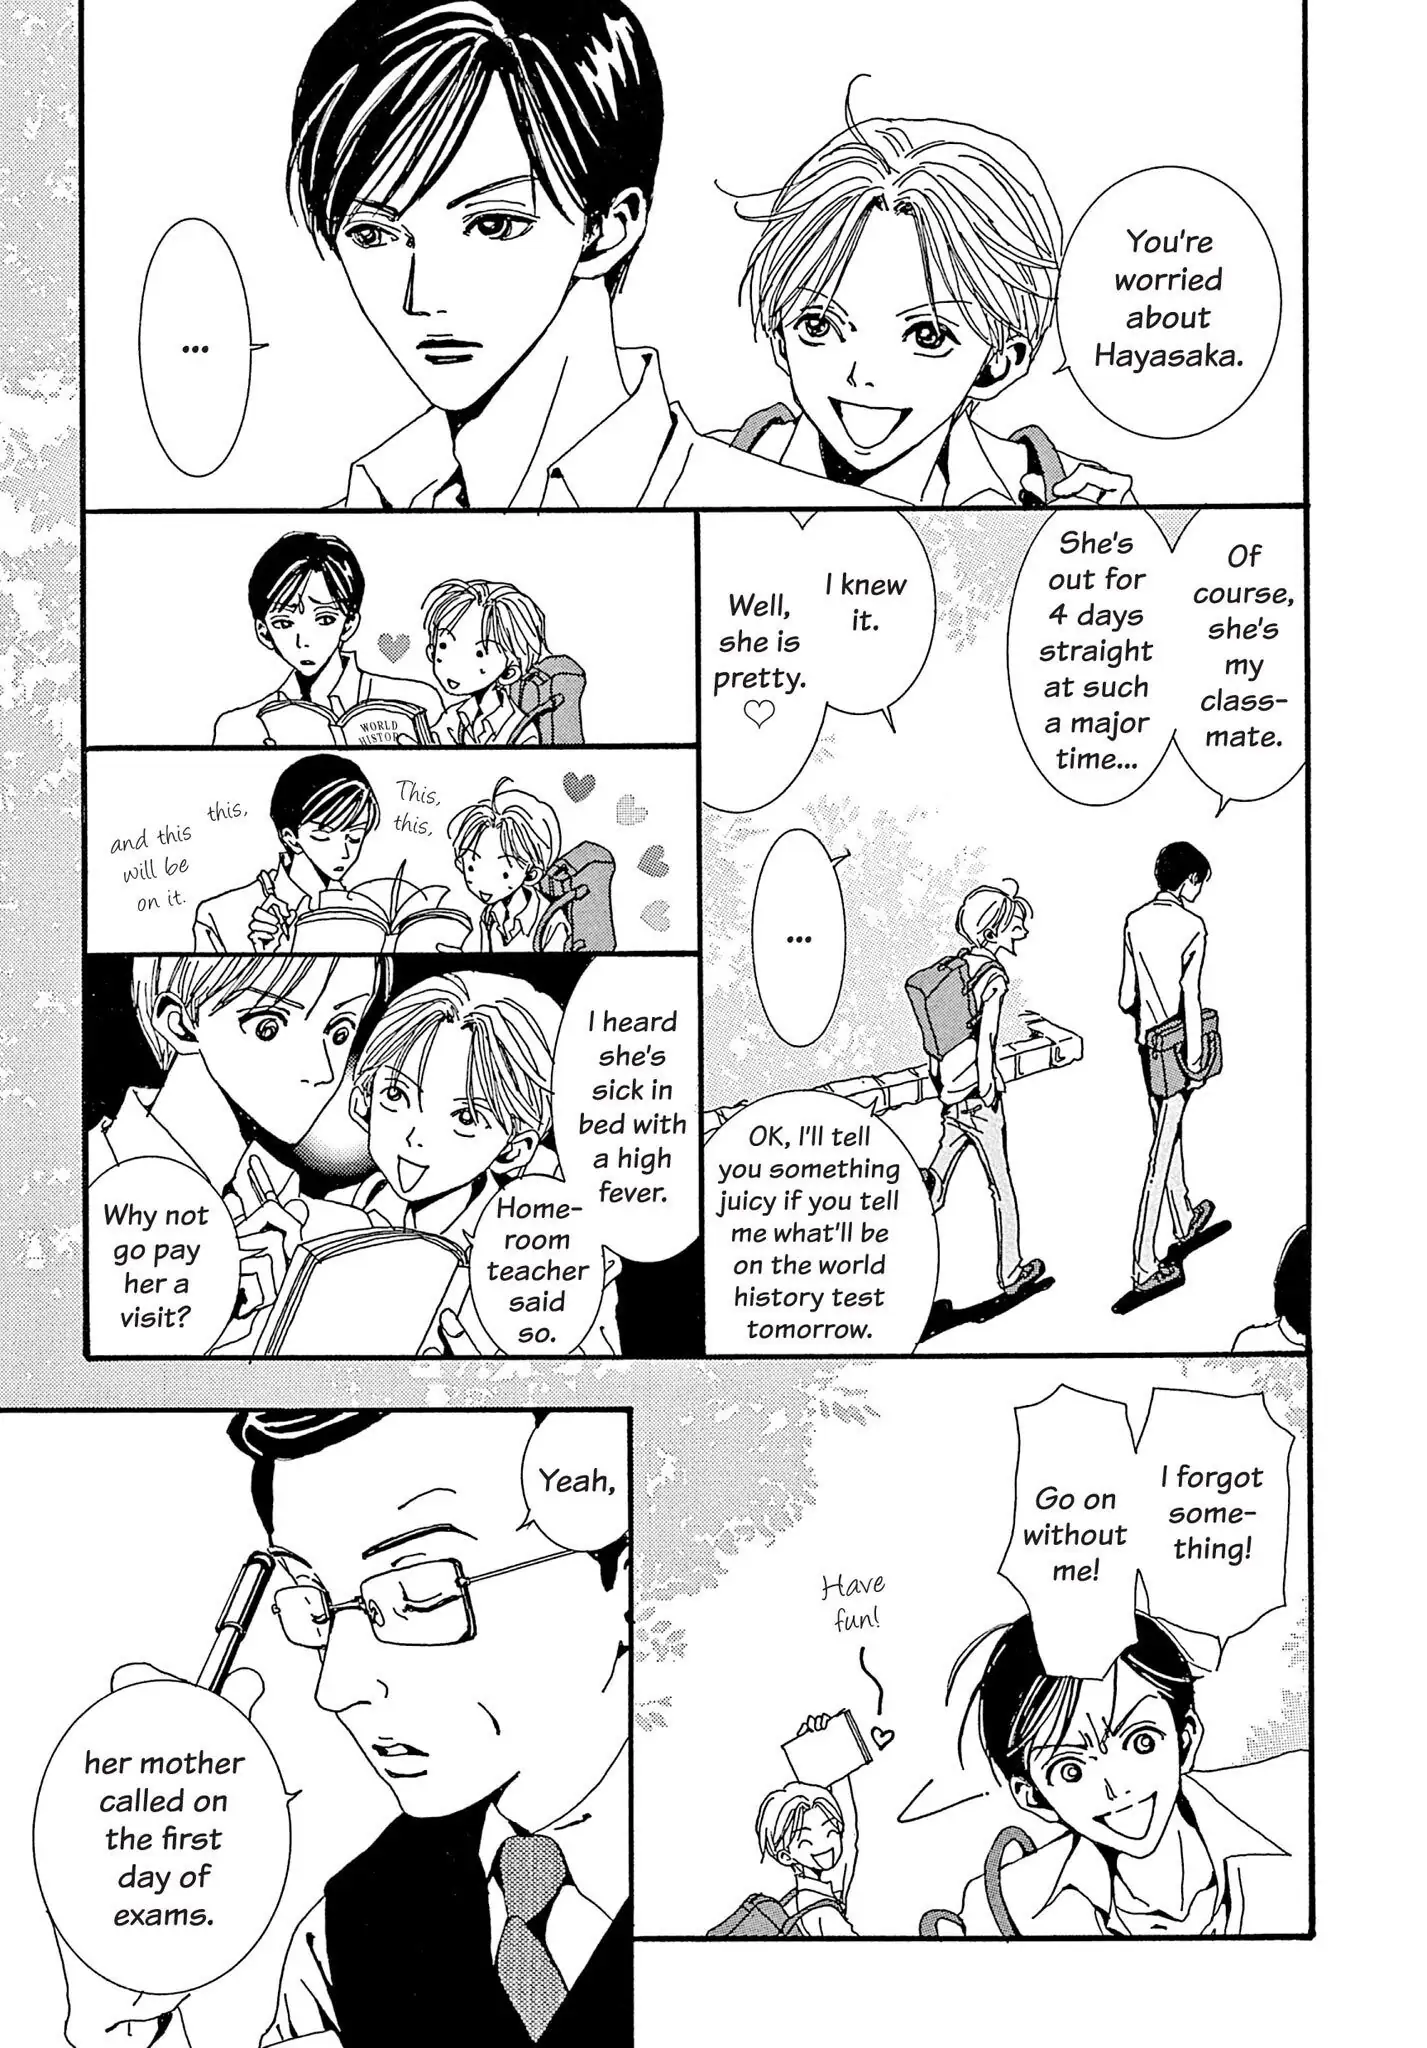 You're
worried
about
Hayasaka.
...
Of
course,
she's
my
class-
mate.
She's
out for
4 days
straight
at such
a major
time...
I knew
it.
Well,
she is
pretty.
♡
...
OK, I'll tell
you something
juicy if you tell
me what'll be
on the world
history test
tomorrow.
WORLD
HISTOR
This,
this,
this,
and this
will be
on it.
I heard
she's
sick in
bed with
a high
fever.
Home-
room
teacher
said
so.
Why not
go pay
her a
visit?
I forgot
some-
thing!
Go on
without
me!
Have
fun!
Yeah,
her mother
called on
the first
day of
exams.